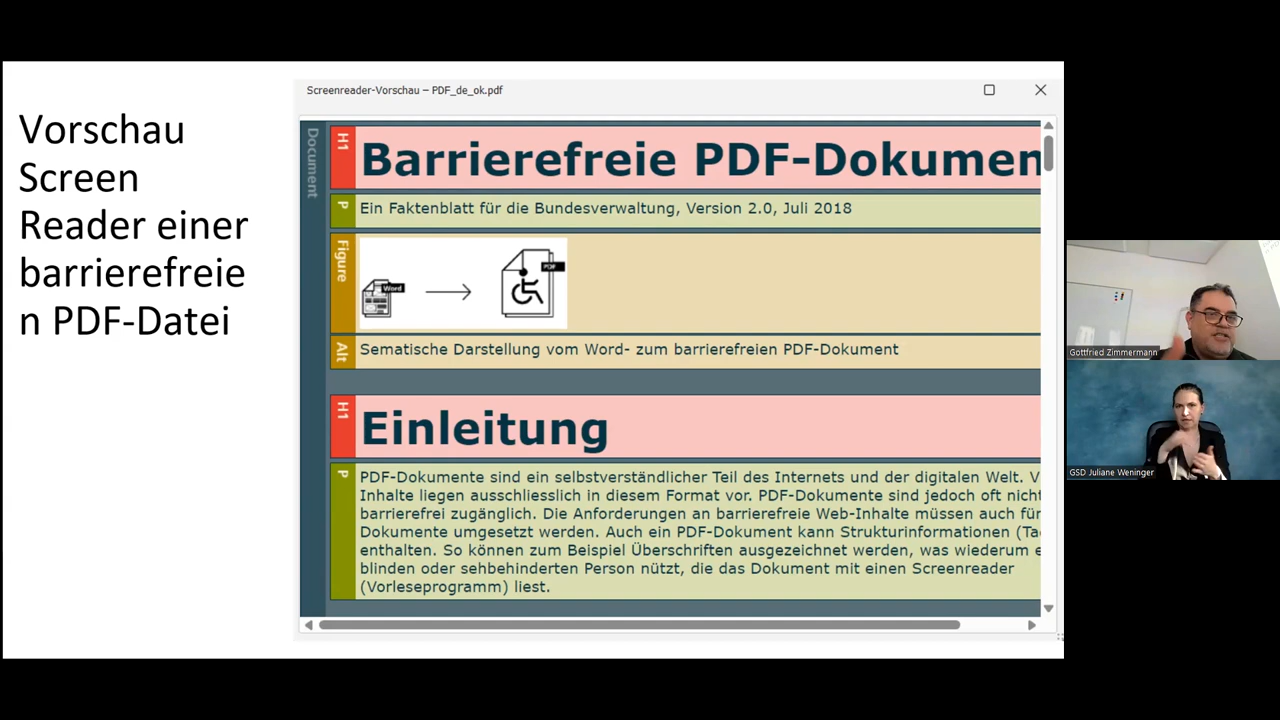 Vorschau
Screen
Reader einer
barrierefreie
n PDF-Datei
Screenreader-Vorschau – PDF_de_ok.pdf
Document
H1
Barrierefreie PDF-Dokumen
P
Ein Faktenblatt für die Bundesverwaltung, Version 2.0, Juli 2018
Figure
Word
PDF
Alt
Sematische Darstellung vom Word- zum barrierefreien PDF-Dokument
H1
Einleitung
P
PDF-Dokumente sind ein selbstverständlicher Teil des Internets und der digitalen Welt. V
Inhalte liegen ausschliesslich in diesem Format vor. PDF-Dokumente sind jedoch oft nicht
barrierefrei zugänglich. Die Anforderungen an barrierefreie Web-Inhalte müssen auch für
Dokumente umgesetzt werden. Auch ein PDF-Dokument kann Strukturinformationen (Ta
enthalten. So können zum Beispiel Überschriften ausgezeichnet werden, was wiederum e
blinden oder sehbehinderten Person nützt, die das Dokument mit einen Screenreader
(Vorleseprogramm) liest.
Gottfried Zimmermann
GSD Juliane Weninger